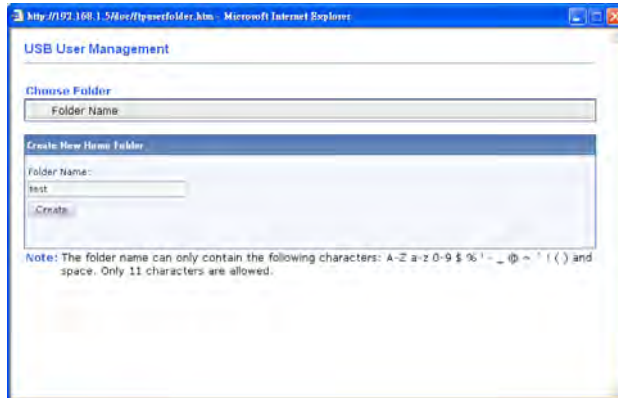 http://192.168.1.5/doc/ftpuserfolder.htm - Microsoft Internet Explorer
USB User Management
Choose Folder
Folder Name
Create New Home Folder
Folder Name:
test
Create
Note: The folder name can only contain the following characters: A-Z a-z 0-9 $ % ' - _ @ ~ ` ! ( ) and
space. Only 11 characters are allowed.